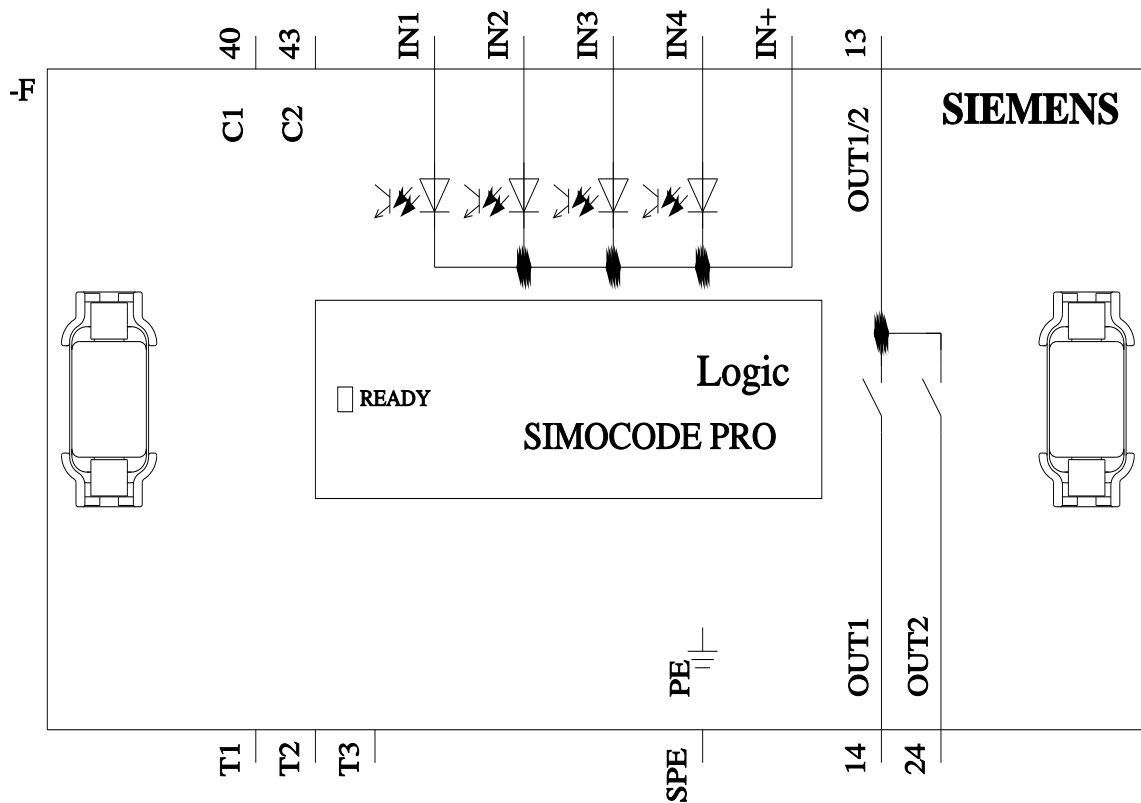 40
43
IN1
IN2
IN3
IN4
IN+
13
-F
C1
C2
OUT1/2
SIEMENS
Logic
READY
SIMOCODE PRO
PE
OUT1
OUT2
T1
T2
T3
SPE
14
24